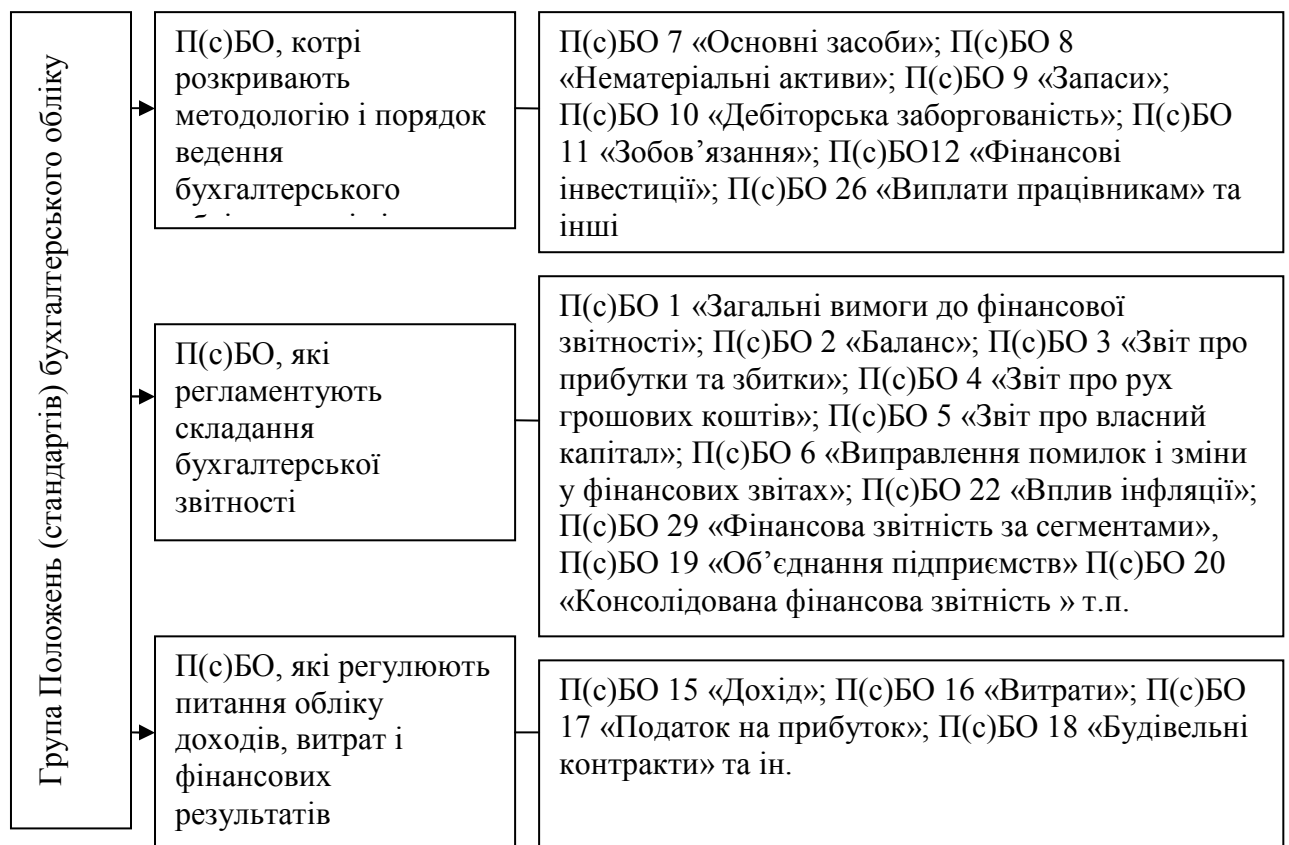 Група Положень (стандартів) бухгалтерського обліку
П(с)БО, котрі
розкривають
методологію і порядок
ведення
бухгалтерського
П(с)БО 7 «Основні засоби»; П(с)БО 8
«Нематеріальні активи»; П(с)БО 9 «Запаси»;
П(с)БО 10 «Дебіторська заборгованість»; П(с)БО
11 «Зобов’язання»; П(с)БО12 «Фінансові
інвестиції»; П(с)БО 26 «Виплати працівникам» та
інші
П(с)БО, які
регламентують
складання
бухгалтерської
звітності
П(с)БО 1 «Загальні вимоги до фінансової
звітності»; П(с)БО 2 «Баланс»; П(с)БО 3 «Звіт про
прибутки та збитки»; П(с)БО 4 «Звіт про рух
грошових коштів»; П(с)БО 5 «Звіт про власний
капітал»; П(с)БО 6 «Виправлення помилок і зміни
у фінансових звітах»; П(с)БО 22 «Вплив інфляції»;
П(с)БО 29 «Фінансова звітність за сегментами»,
П(с)БО 19 «Об’єднання підприємств» П(с)БО 20
«Консолідована фінансова звітність » т.п.
П(с)БО, які регулюють
питання обліку
доходів, витрат і
фінансових
результатів
П(с)БО 15 «Дохід»; П(с)БО 16 «Витрати»; П(с)БО
17 «Податок на прибуток»; П(с)БО 18 «Будівельні
контракти» та ін.